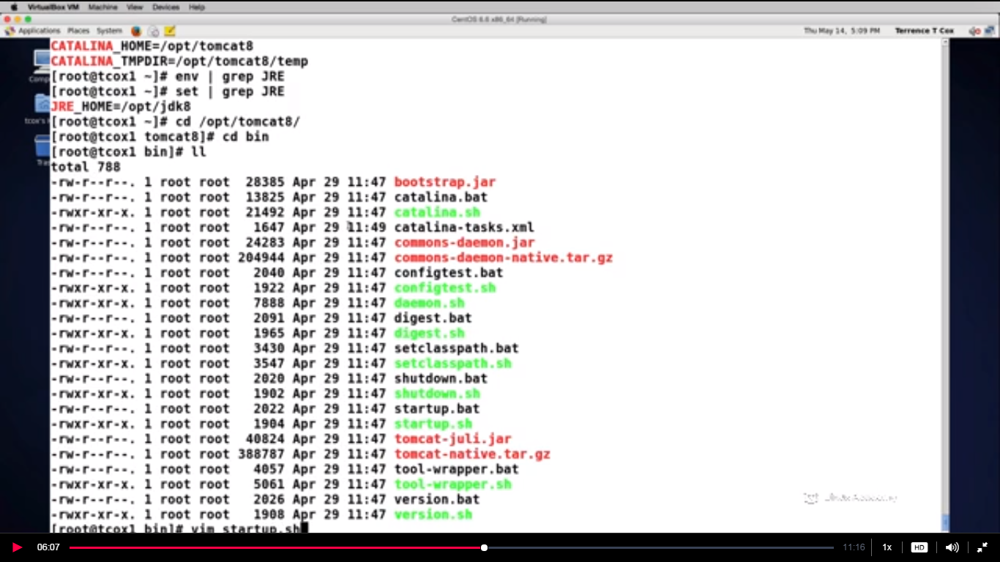 VirtualBox VM Machine View Devices Help
CentOS 6.6 x86_64 [Running]
Applications Places System Thu May 14, 5:09 PM Terrence T Cox
CATALINA_HOME=/opt/tomcat8
CATALINA_TMPDIR=/opt/tomcat8/temp
[root@tcox1 ~]# env | grep JRE
[root@tcox1 ~]# set | grep JRE
JRE_HOME=/opt/jdk8
[root@tcox1 ~]# cd /opt/tomcat8/
[root@tcox1 tomcat8]# cd bin
[root@tcox1 bin]# ll
total 788
-rw-r--r--. 1 root root 28385 Apr 29 11:47 bootstrap.jar
-rw-r--r--. 1 root root 13825 Apr 29 11:47 catalina.bat
-rwxr-xr-x. 1 root root 21492 Apr 29 11:47 catalina.sh
-rw-r--r--. 1 root root 1647 Apr 29 11:49 catalina-tasks.xml
-rw-r--r--. 1 root root 24283 Apr 29 11:47 commons-daemon.jar
-rw-r--r--. 1 root root 204944 Apr 29 11:47 commons-daemon-native.tar.gz
-rw-r--r--. 1 root root 2040 Apr 29 11:47 configtest.bat
-rwxr-xr-x. 1 root root 1922 Apr 29 11:47 configtest.sh
-rwxr-xr-x. 1 root root 7888 Apr 29 11:47 daemon.sh
-rw-r--r--. 1 root root 2091 Apr 29 11:47 digest.bat
-rwxr-xr-x. 1 root root 1965 Apr 29 11:47 digest.sh
-rw-r--r--. 1 root root 3430 Apr 29 11:47 setclasspath.bat
-rwxr-xr-x. 1 root root 3547 Apr 29 11:47 setclasspath.sh
-rw-r--r--. 1 root root 2020 Apr 29 11:47 shutdown.bat
-rwxr-xr-x. 1 root root 1902 Apr 29 11:47 shutdown.sh
-rw-r--r--. 1 root root 2022 Apr 29 11:47 startup.bat
-rwxr-xr-x. 1 root root 1904 Apr 29 11:47 startup.sh
-rw-r--r--. 1 root root 40824 Apr 29 11:47 tomcat-juli.jar
-rw-r--r--. 1 root root 388787 Apr 29 11:47 tomcat-native.tar.gz
-rw-r--r--. 1 root root 4057 Apr 29 11:47 tool-wrapper.bat
-rwxr-xr-x. 1 root root 5061 Apr 29 11:47 tool-wrapper.sh
-rw-r--r--. 1 root root 2026 Apr 29 11:47 version.bat
-rwxr-xr-x. 1 root root 1908 Apr 29 11:47 version.sh
[root@tcox1 bin]# vim startup.sh
06:07 11:16 1x HD